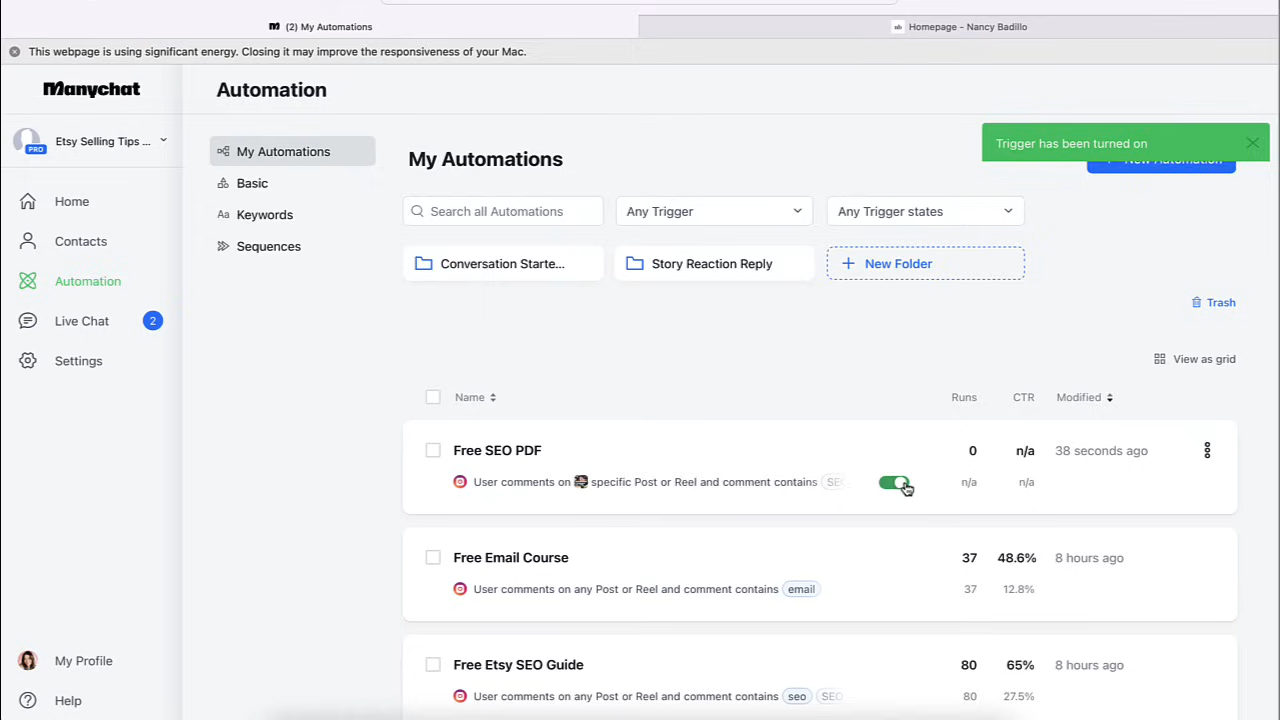 (2) My Automations
Homepage – Nancy Badillo
This webpage is using significant energy. Closing it may improve the responsiveness of your Mac.
Manychat
Automation
Etsy Selling Tips ...
PRO
Home
Contacts
Automation
Live Chat
2
Settings
My Profile
Help
My Automations
Basic
Aa Keywords
Sequences
My Automations
Trigger has been turned on
Search all Automations
Any Trigger
Any Trigger states
Conversation Starte...
Story Reaction Reply
+ New Folder
Trash
View as grid
Name Runs CTR Modified
Free SEO PDF 0 n/a 38 seconds ago
User comments on specific Post or Reel and comment contains n/a n/a
Free Email Course 37 48.6% 8 hours ago
User comments on any Post or Reel and comment contains email 37 12.8%
Free Etsy SEO Guide 80 65% 8 hours ago
User comments on any Post or Reel and comment contains seo SEO 80 27.5%